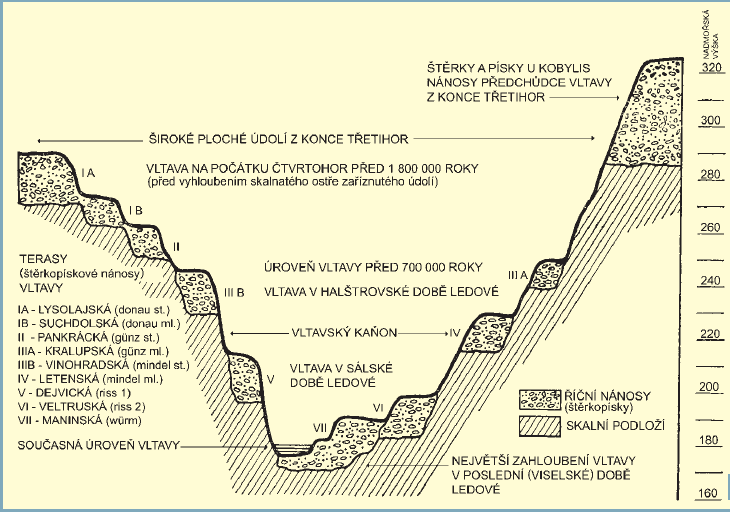 NADMOŘSKÁ
VÝŠKA
320
300
280
260
240
220
200
180
160
ŠTĚRKY A PÍSKY U KOBYLIS
NÁNOSY PŘEDCHŮDCE VLTAVY
Z KONCE TŘETIHOR
ŠIROKÉ PLOCHÉ ÚDOLÍ Z KONCE TŘETIHOR
VLTAVA NA POČÁTKU ČTVRTOHOR PŘED 1 800 000 ROKY
(před vyhloubením skalnatého ostře zaříznutého údolí)
I A
I B
II
III B
V
VII
VI
IV
III A
ÚROVEŇ VLTAVY PŘED 700 000 ROKY
VLTAVA V HALŠTROVSKÉ DOBĚ LEDOVÉ
VLTAVSKÝ KAŇON
VLTAVA V SÁLSKÉ
DOBĚ LEDOVÉ
TERASY
(štěrkopískové nánosy)
VLTAVY
IA - LYSOLAJSKÁ (donau st.)
IB - SUCHDOLSKÁ (donau ml.)
II - PANKRÁCKÁ (günz st.)
IIIA - KRALUPSKÁ (günz ml.)
IIIB - VINOHRADSKÁ (mindel st.)
IV - LETENSKÁ (mindel ml.)
V - DEJVICKÁ (riss 1)
VI - VELTRUSKÁ (riss 2)
VII - MANINSKÁ (würm)
SOUČASNÁ ÚROVEŇ VLTAVY
ŘÍČNÍ NÁNOSY
(štěrkopísky)
SKALNÍ PODLOŽÍ
NEJVĚTŠÍ ZAHLOUBENÍ VLTAVY
V POSLEDNÍ (VISELSKÉ) DOBĚ
LEDOVÉ